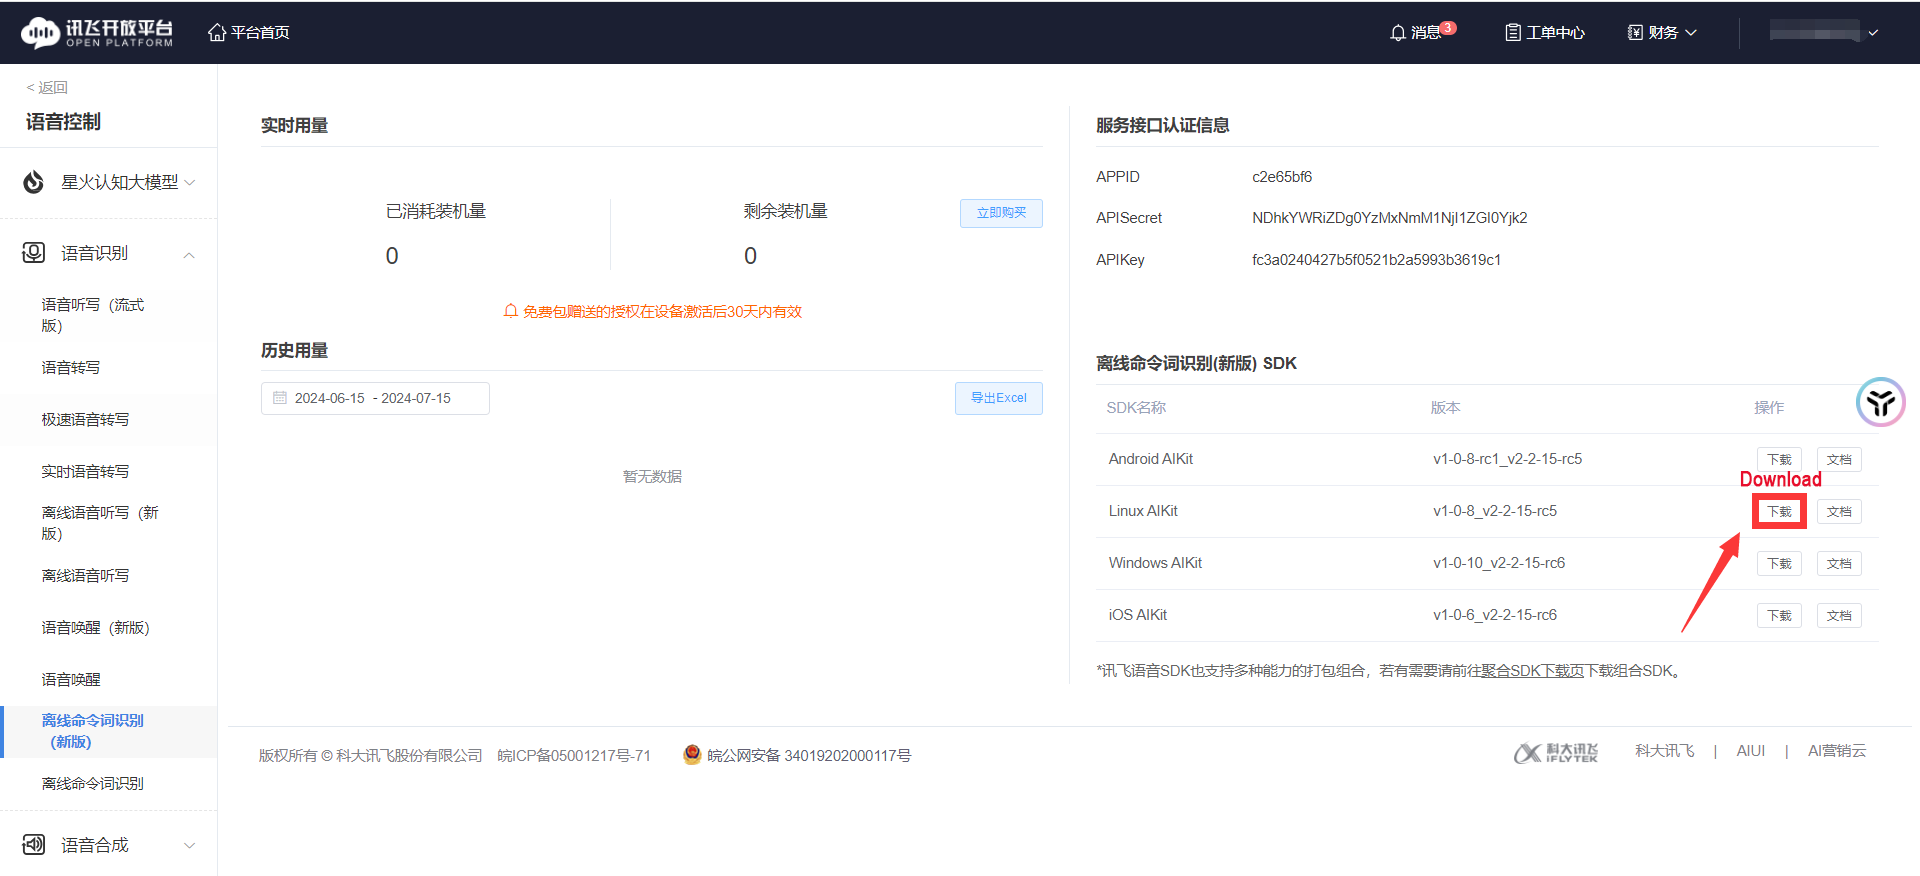 讯飞开放平台
OPEN PLATFORM
平台首页
消息 3
工单中心
财务
< 返回
语音控制
星火认知大模型
语音识别
语音听写（流式
版）
语音转写
极速语音转写
实时语音转写
离线语音听写（新
版）
离线语音听写
语音唤醒（新版）
语音唤醒
离线命令词识别
（新版）
离线命令词识别
语音合成
实时用量
已消耗装机量
0
剩余装机量
0
立即购买
免费包赠送的授权在设备激活后30天内有效
历史用量
2024-06-15 - 2024-07-15
导出Excel
暂无数据
服务接口认证信息
APPID c2e65bf6
APISecret NDhkYWRiZDg0YzMxNmM1NjI1ZGI0Yjk2
APIKey fc3a0240427b5f0521b2a5993b3619c1
离线命令词识别(新版) SDK
SDK名称 版本 操作
Android AIKit v1-0-8-rc1_v2-2-15-rc5 下载 文档
Download
Linux AIKit v1-0-8_v2-2-15-rc5 下载 文档
Windows AIKit v1-0-10_v2-2-15-rc6 下载 文档
iOS AIKit v1-0-6_v2-2-15-rc6 下载 文档
*讯飞语音SDK也支持多种能力的打包组合，若有需要请前往聚合SDK下载页下载组合SDK。
版权所有 © 科大讯飞股份有限公司 皖ICP备05001217号-71 皖公网安备 34019202000117号
科大讯飞
iFLYTEK
科大讯飞 | AIUI | AI营销云